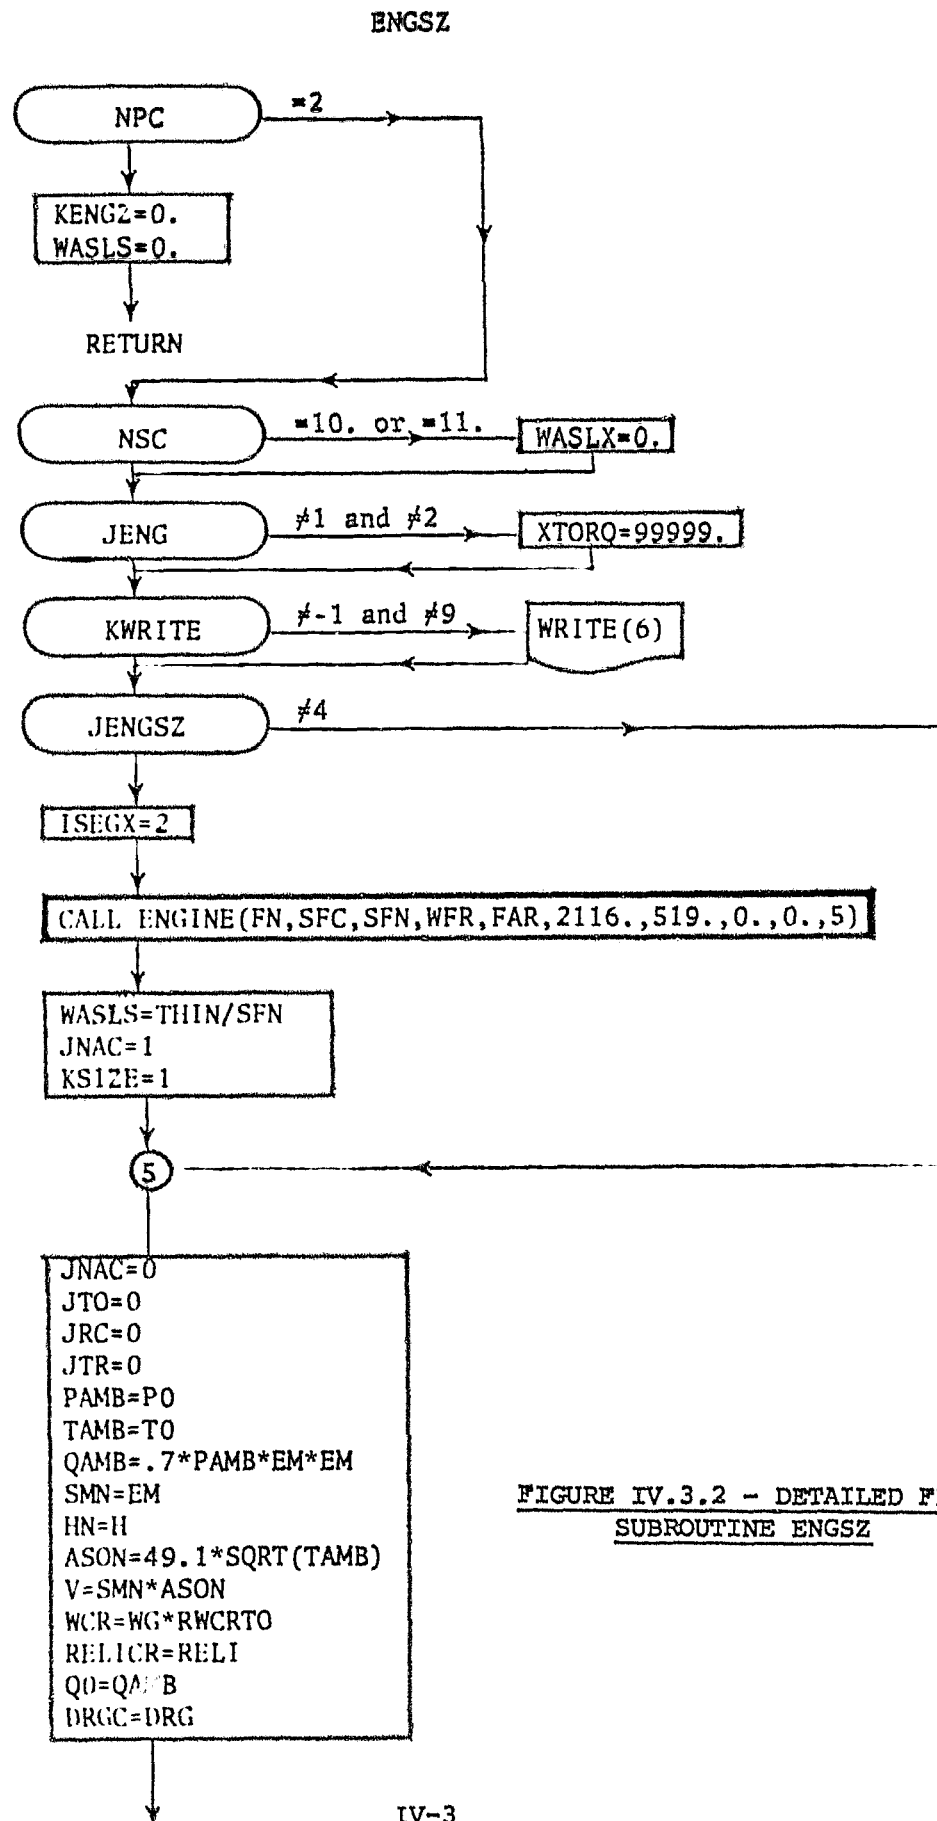 ENGSZ
NPC
=2
KENG2=0.
WASLS=0.
RETURN
NSC
=10. or =11.
WASLX=0.
JENG
≠1 and ≠2
XTORQ=99999.
KWRITE
≠-1 and ≠9
WRITE(6)
JENGSZ
≠4
ISEGX=2
CALL ENGINE(FN,SFC,SFN,WFR,FAR,2116.,519.,0.,0.,5)
WASLS=THIN/SFN
JNAC=1
KSIZE=1
5
JNAC=0
JTO=0
JRC=0
JTR=0
PAMB=PO
TAMB=TO
QAMB=.7*PAMB*EM*EM
SMN=EM
HN=H
ASON=49.1*SQRT(TAMB)
V=SMN*ASON
WCR=WG*RWCRTO
RELICR=RELI
QO=QAMB
DRGC=DRG
FIGURE IV.3.2 - DETAILED
SUBROUTINE ENGSZ
IV-3